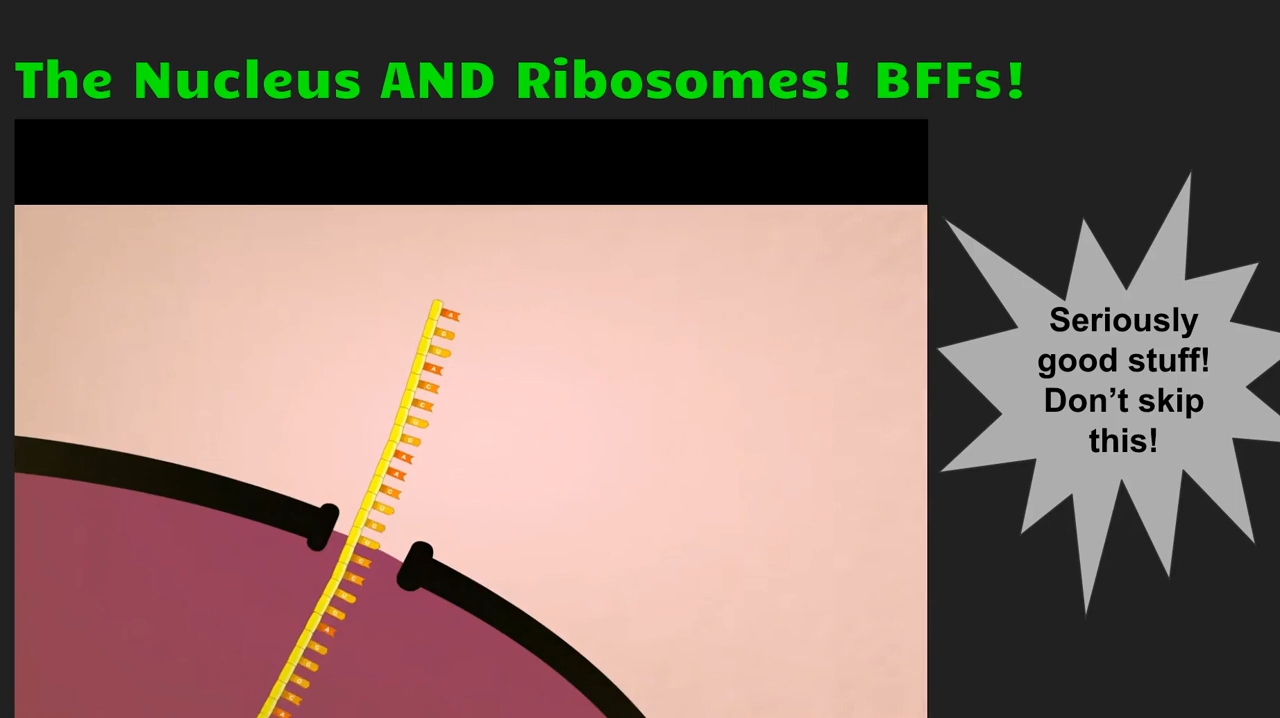 The Nucleus AND Ribosomes! BFFs!
Seriously
good stuff!
Don’t skip
this!